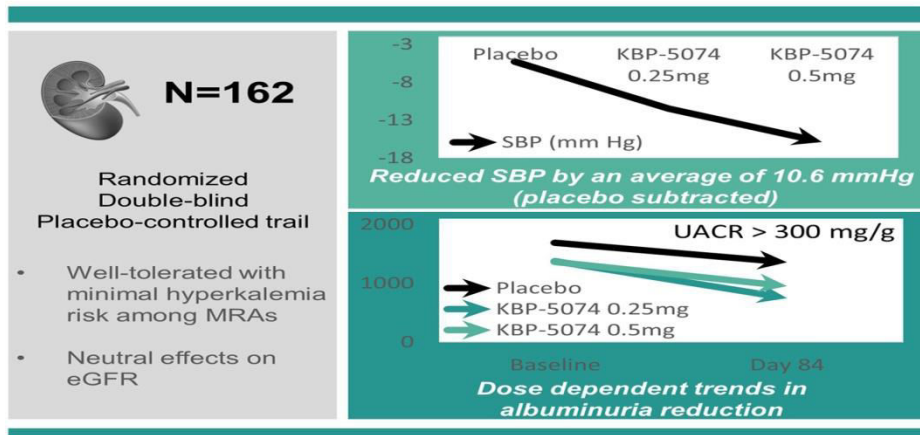 N=162
Randomized
Double-blind
Placebo-controlled trail
• Well-tolerated with
minimal hyperkalemia
risk among MRAs
• Neutral effects on
eGFR
-3
-8
-13
-18
Placebo
KBP-5074
0.25mg
KBP-5074
0.5mg
SBP (mm Hg)
Reduced SBP by an average of 10.6 mmHg
(placebo subtracted)
2000
1000
0
UACR > 300 mg/g
Placebo
KBP-5074 0.25mg
KBP-5074 0.5mg
Baseline
Day 84
Dose dependent trends in
albuminuria reduction